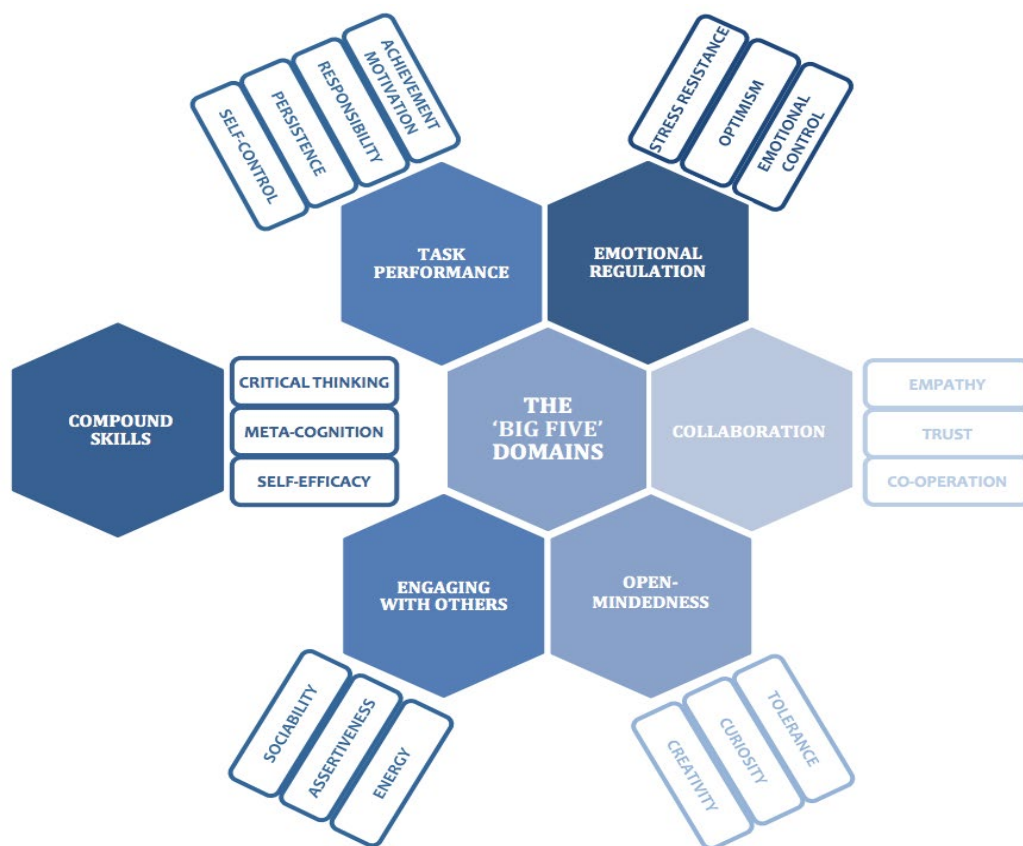 SELF-CONTROL
PERSISTENCE
RESPONSIBILITY
ACHIEVEMENT
MOTIVATION
STRESS RESISTANCE
OPTIMISM
EMOTIONAL
CONTROL
TASK
PERFORMANCE
EMOTIONAL
REGULATION
COMPOUND
SKILLS
CRITICAL THINKING
META-COGNITION
SELF-EFFICACY
THE
‘BIG FIVE’
DOMAINS
COLLABORATION
EMPATHY
TRUST
CO-OPERATION
ENGAGING
WITH OTHERS
OPEN-
MINDEDNESS
SOCIABILITY
ASSERTIVENESS
ENERGY
CREATIVITY
CURIOSITY
TOLERANCE